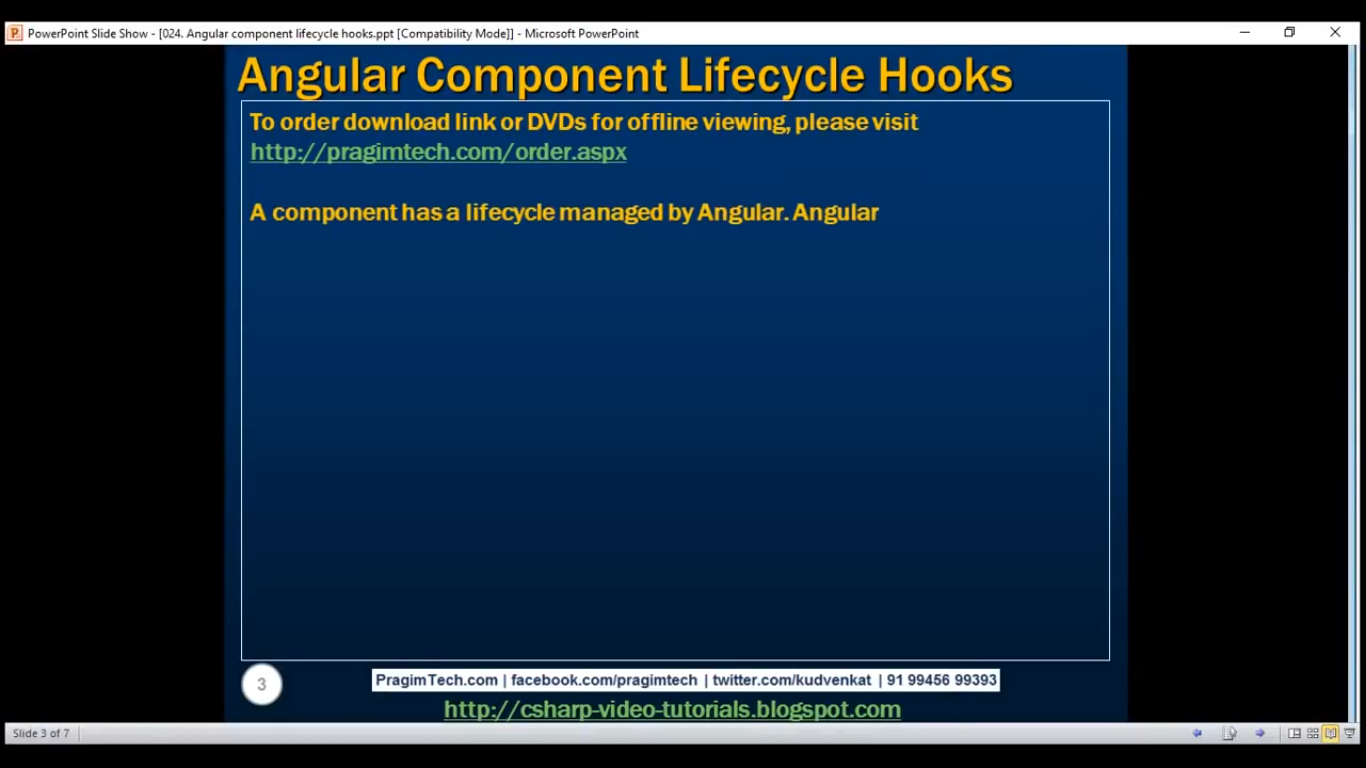 PowerPoint Slide Show - [024. Angular component lifecycle hooks.ppt [Compatibility Mode]] - Microsoft PowerPoint
Angular Component Lifecycle Hooks
To order download link or DVDs for offline viewing, please visit
http://pragimtech.com/order.aspx
A component has a lifecycle managed by Angular. Angular
3
PragimTech.com | facebook.com/pragimtech | twitter.com/kudvenkat | 91 99456 99393
http://csharp-video-tutorials.blogspot.com
Slide 3 of 7